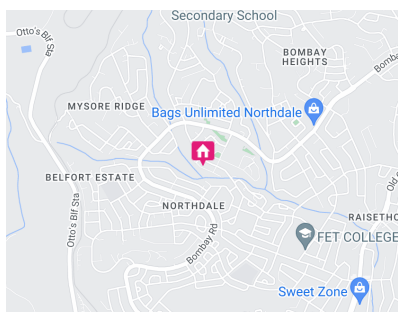 Otto's Blf Sta
Secondary School
BOMBAY
HEIGHTS
Bomba
MYSORE RIDGE
Bags Unlimited Northdale
BELFORT ESTATE
Otto's Blf Sta
NORTHDALE
Bombay Rd
Old S
RAISETHO
FET COLLEGE
Sweet Zone